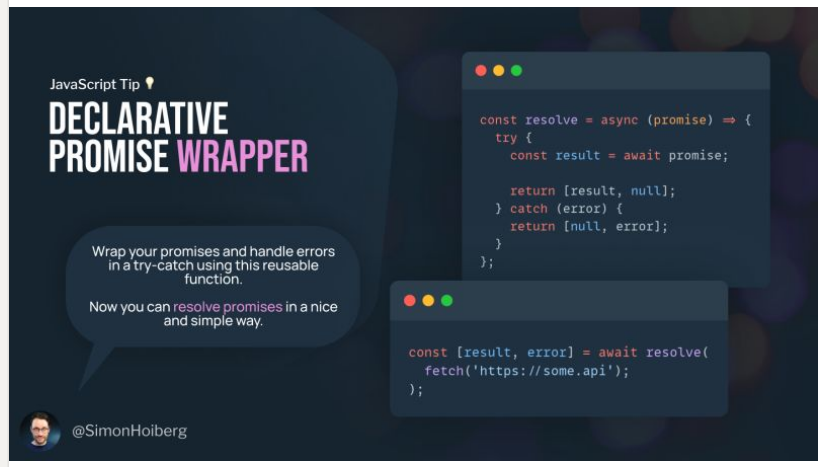 JavaScript Tip 💡
DECLARATIVE
PROMISE WRAPPER
Wrap your promises and handle errors
in a try-catch using this reusable
function.
Now you can resolve promises in a nice
and simple way.
@SimonHoiberg
const resolve = async (promise) ⇒ {
  try {
    const result = await promise;

    return [result, null];
  } catch (error) {
    return [null, error];
  }
};
const [result, error] = await resolve(
  fetch('https://some.api');
);